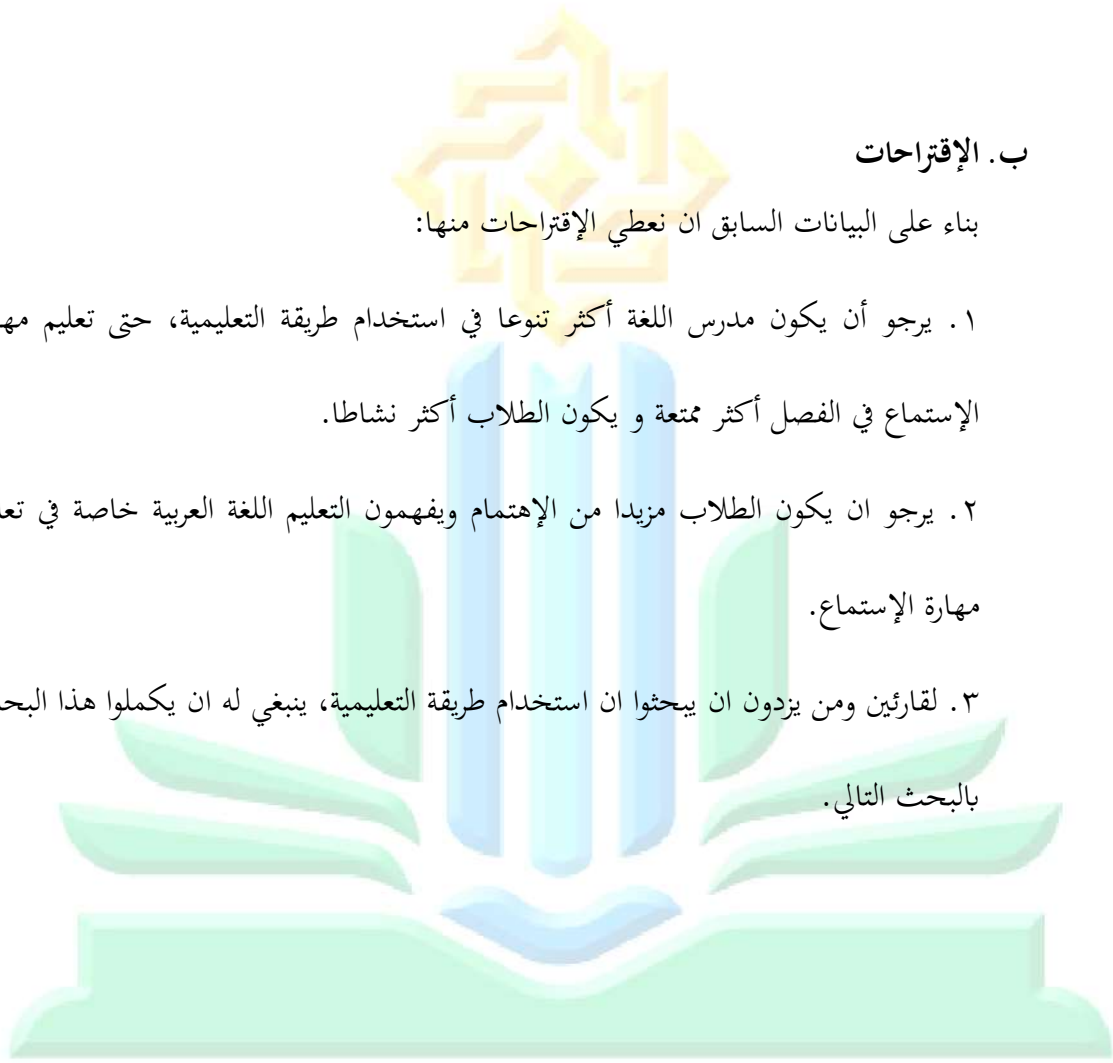 ب. الإقتراحات
بناء على البيانات السابق ان نعطي الإقتراحات منها:
١. يرجو أن يكون مدرس اللغة أكثر تنوعا في استخدام طريقة التعليمية، حتى تعليم
الإستماع في الفصل أكثر ممتعة و يكون الطلاب أكثر نشاطا.
٢. يرجو ان يكون الطلاب مزيدا من الإهتمام ويفهمون التعليم اللغة العربية خاصة في
مهارة الإستماع.
٣. لقارئين ومن يزدون ان يبحثوا ان استخدام طريقة التعليمية، ينبغي له ان يكملوا هذا
بالبحث التالي.